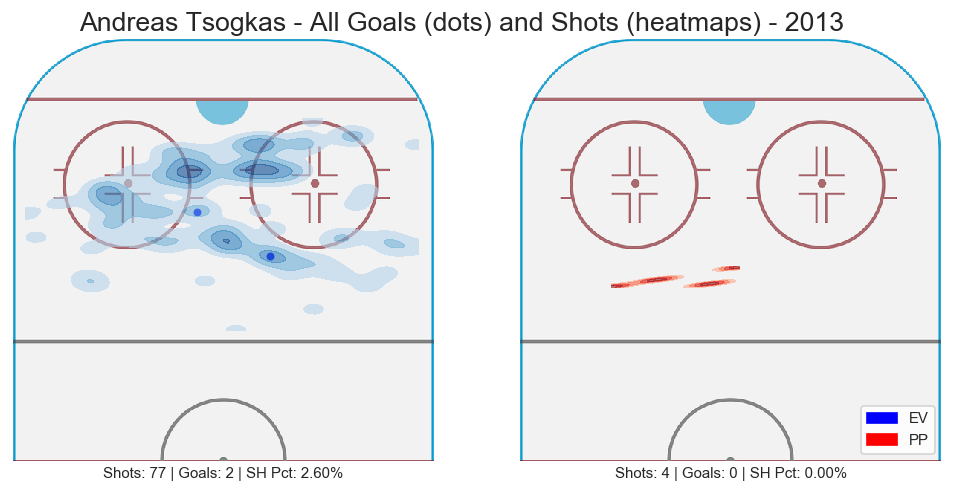 Andreas Tsogkas - All Goals (dots) and Shots (heatmaps) - 2013
EV
PP
Shots: 77 | Goals: 2 | SH Pct: 2.60%
Shots: 4 | Goals: 0 | SH Pct: 0.00%